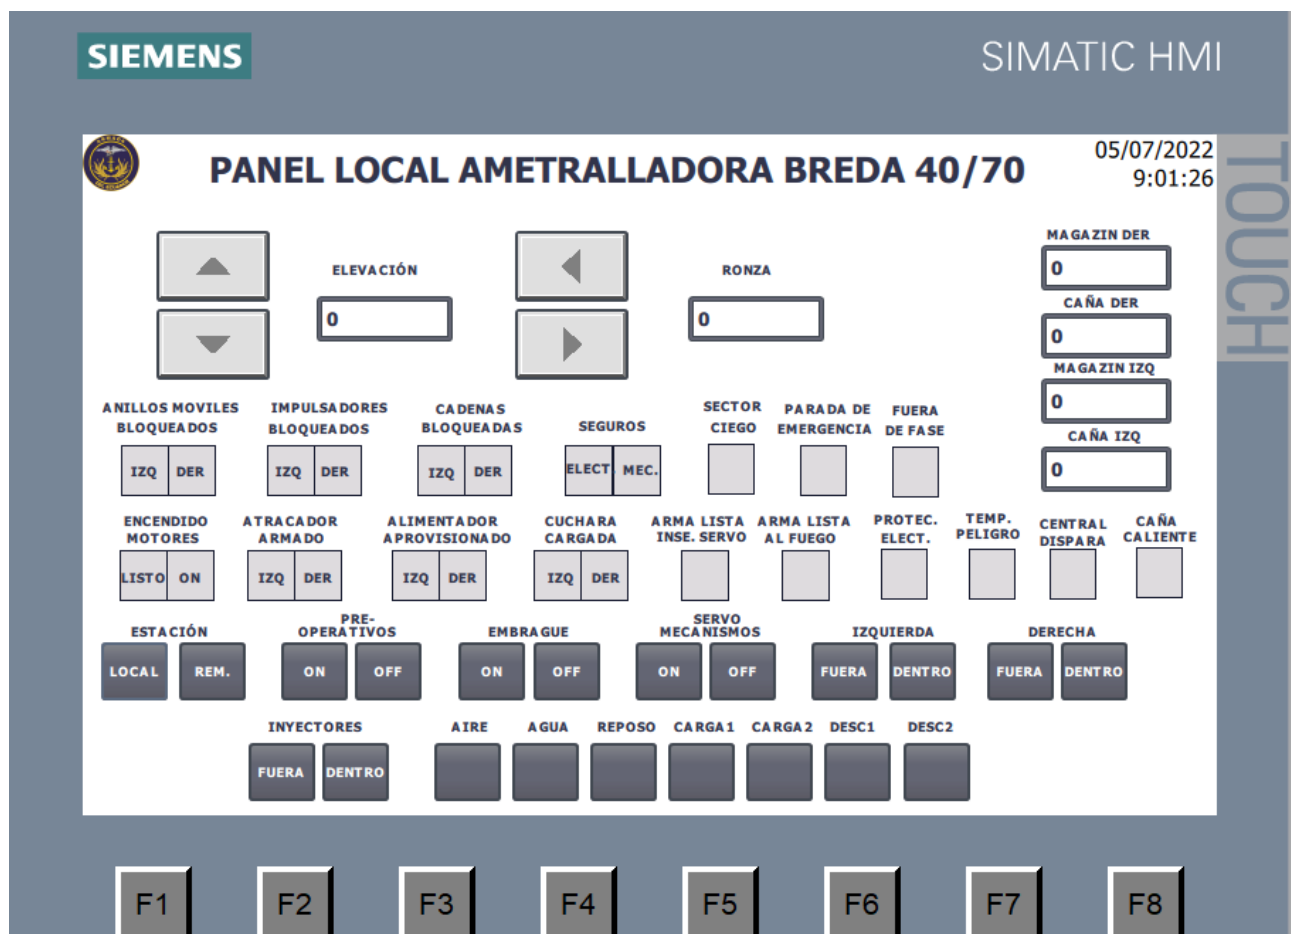 SIEMENS
SIMATIC HMI
TOUCH
PANEL LOCAL AMETRALLADORA BREDA 40/70
05/07/2022
9:01:26
ELEVACIÓN
0
RONZA
0
MAGAZIN DER
0
CAÑA DER
0
MAGAZIN IZQ
0
CAÑA IZQ
0
ANILLOS MOVILES
BLOQUEADOS
IZQ DER
IMPULSADORES
BLOQUEADOS
IZQ DER
CADENAS
BLOQUEADAS
IZQ DER
SEGUROS
ELECT. MEC.
SECTOR
CIEGO
PARADA DE
EMERGENCIA
FUERA
DE FASE
ENCENDIDO
MOTORES
LISTO ON
ATRACADOR
ARMADO
IZQ DER
ALIMENTADOR
APROVISIONADO
IZQ DER
CUCHARA
CARGADA
IZQ DER
ARMA LISTA
INSE. SERVO
ARMA LISTA
AL FUEGO
PROTEC.
ELECT.
TEMP.
PELIGRO
CENTRAL
DISPARA
CAÑA
CALIENTE
ESTACIÓN
LOCAL REM.
PRE-
OPERATIVOS
ON OFF
EMBRAGUE
ON OFF
SERVO
MECANISMOS
ON OFF
IZQUIERDA
FUERA DENTRO
DERECHA
FUERA DENTRO
INYECTORES
FUERA DENTRO
AIRE
AGUA
REPOSO
CARGA1
CARGA2
DESC1
DESC2
F1 F2 F3 F4 F5 F6 F7 F8